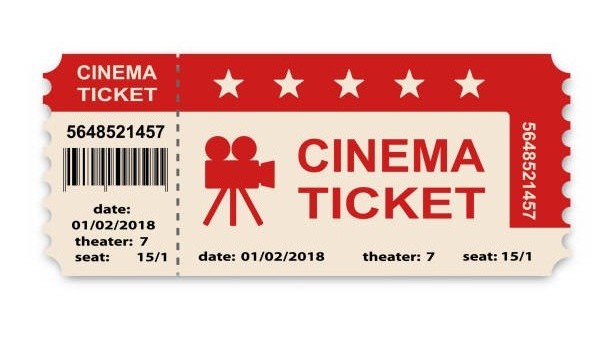 CINEMA
TICKET
5648521457
date:
01/02/2018
theater: 7
seat: 15/1
CINEMA
TICKET
date: 01/02/2018 theater: 7 seat: 15/1
5648521457